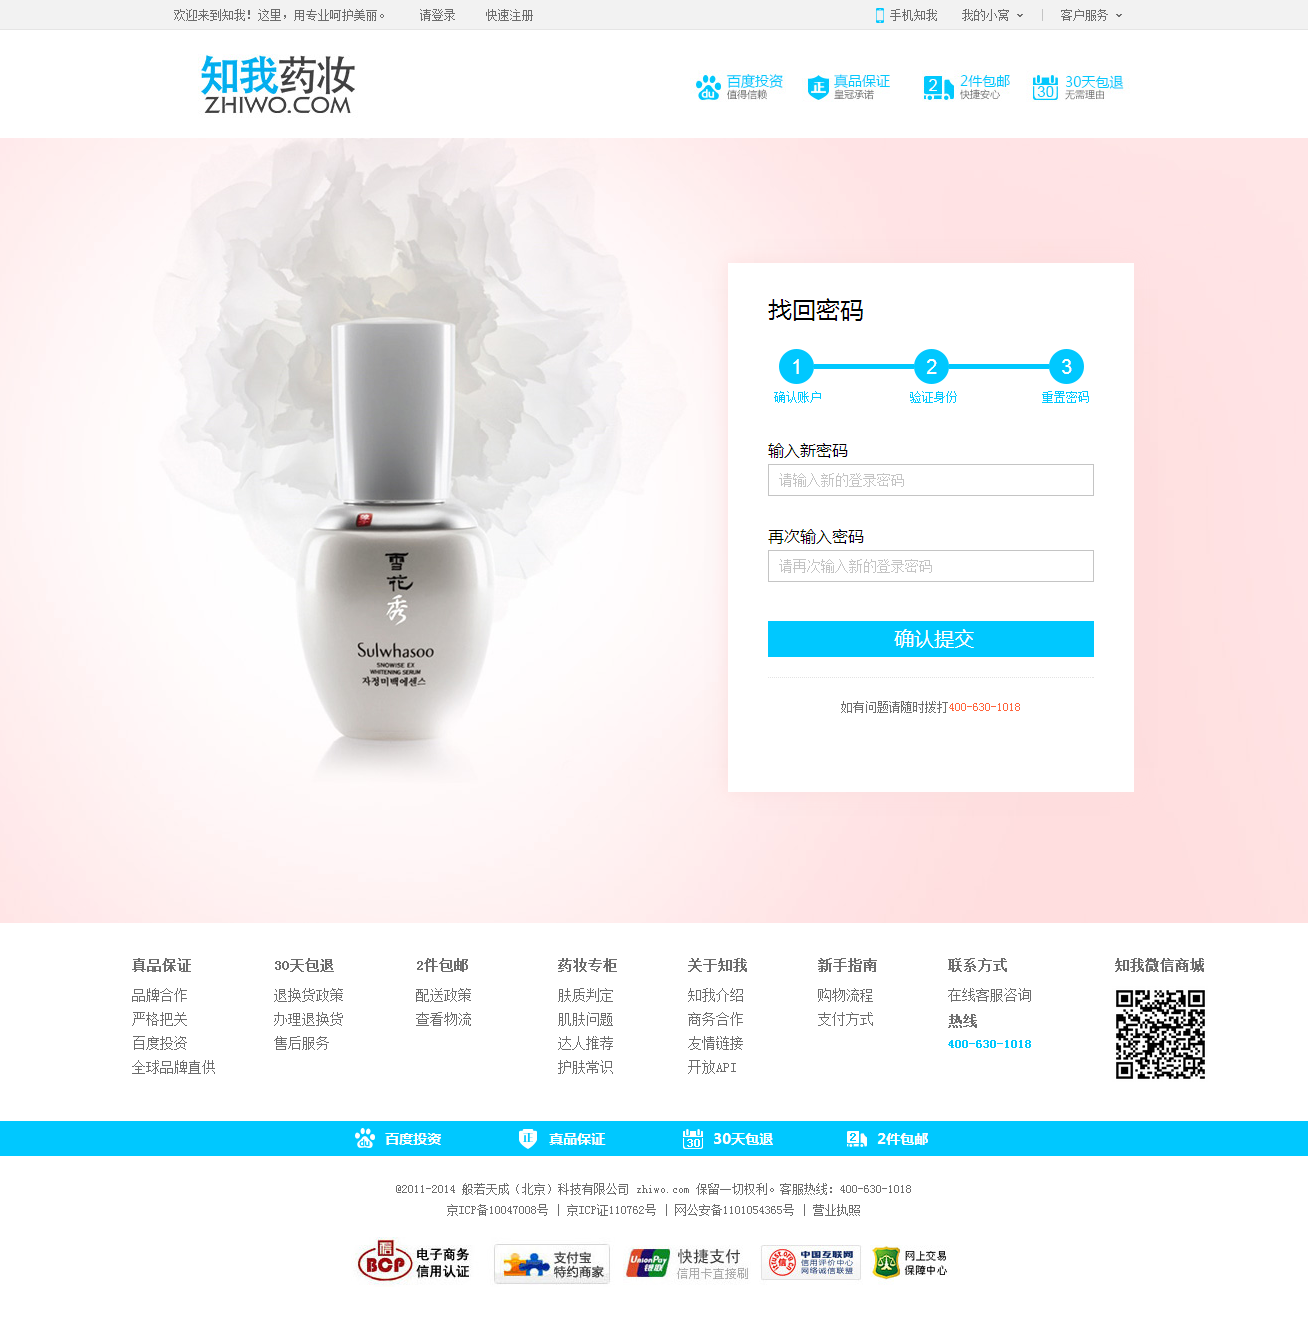 欢迎来到知我！这里，用专业呵护美丽。 请登录 快速注册 手机知我 我的小窝 客户服务
知我药妆
ZHIWO.COM
du 百度投资 值得信赖
正 真品保证 皇冠承诺
2 2件包邮 快捷安心
30 30天包退 无需理由
雪花秀
Sulwhasoo
SNOWISE EX
WHITENING SERUM
자정미백에센스
找回密码
1 2 3
确认账户 验证身份 重置密码
输入新密码
请输入新的登录密码
再次输入密码
请再次输入新的登录密码
确认提交
如有问题请随时拨打400-630-1018
真品保证 30天包退 2件包邮 药妆专柜 关于知我 新手指南 联系方式 知我微信商城
品牌合作 退换货政策 配送政策 肤质判定 知我介绍 购物流程 在线客服咨询
严格把关 办理退换货 查看物流 肌肤问题 商务合作 支付方式 热线
百度投资 售后服务 达人推荐 友情链接 400-630-1018
全球品牌直供 护肤常识 开放API
du 百度投资 正 真品保证 30 30天包退 2 2件包邮
@2011-2014 般若天成（北京）科技有限公司 zhiwo.com 保留一切权利。客服热线：400-630-1018
京ICP备10047008号 | 京ICP证110762号 | 网公安备1101054365号 | 营业执照
信 BCP 电子商务
信用认证
支付宝
特约商家
UnionPay 银联 快捷支付
信用卡直接刷
中国互联网
信用评价中心
网络诚信联盟
网上交易
保障中心